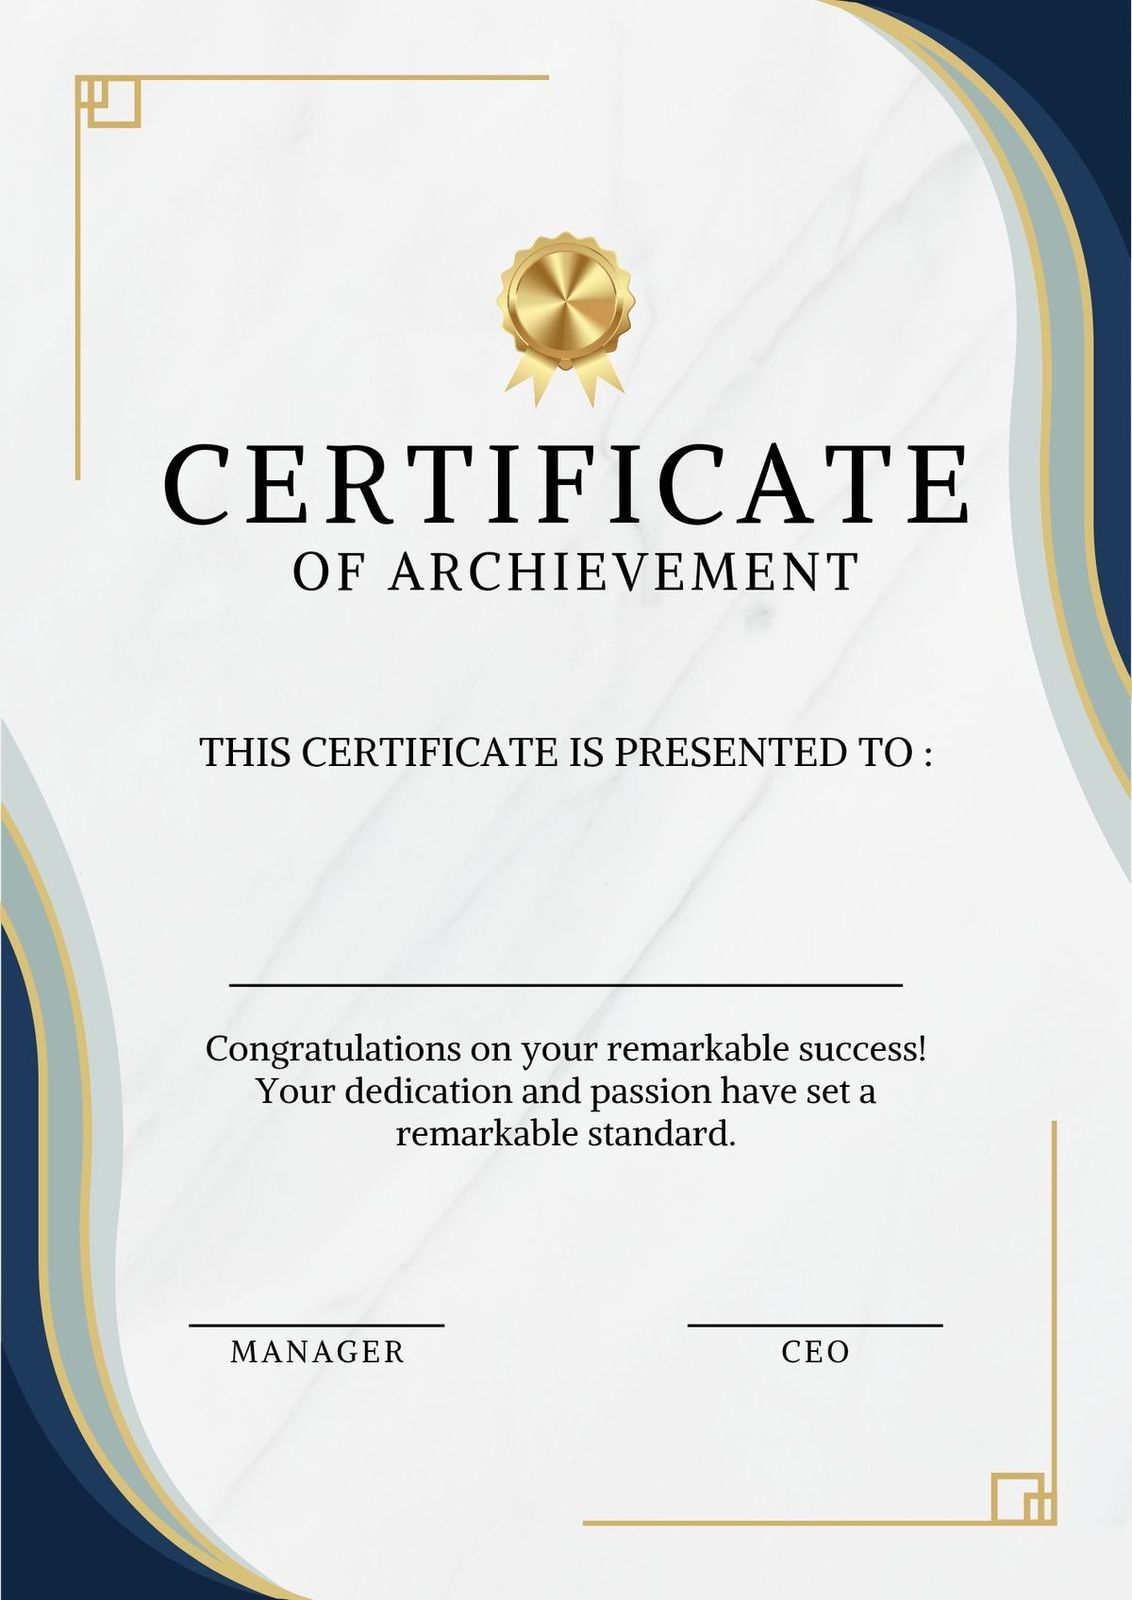 CERTIFICATE
OF ARCHIEVEMENT
THIS CERTIFICATE IS PRESENTED TO :
Congratulations on your remarkable success!
Your dedication and passion have set a
remarkable standard.
MANAGER
CEO